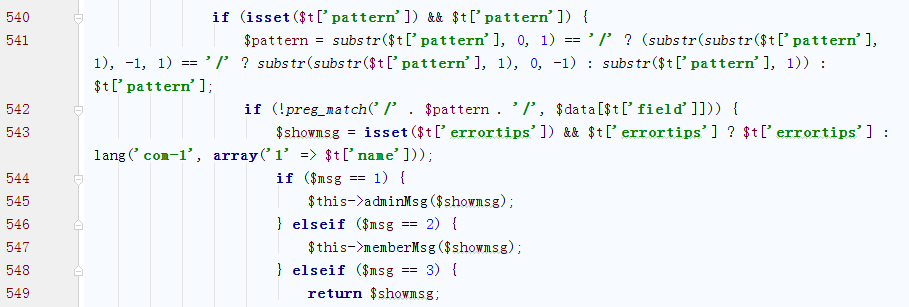 540 if (isset($t['pattern']) && $t['pattern']) {
541 $pattern = substr($t['pattern'], 0, 1) == '/' ? (substr(substr($t['pattern'],
1), -1, 1) == '/' ? substr(substr($t['pattern'], 1), 0, -1) : substr($t['pattern'], 1)) :
$t['pattern'];
542 if (!preg_match('/' . $pattern . '/', $data[$t['field']])) {
543 $showmsg = isset($t['errortips']) && $t['errortips'] ? $t['errortips'] :
lang('com-1', array('1' => $t['name']));
544 if ($msg == 1) {
545 $this->adminMsg($showmsg);
546 } elseif ($msg == 2) {
547 $this->memberMsg($showmsg);
548 } elseif ($msg == 3) {
549 return $showmsg;